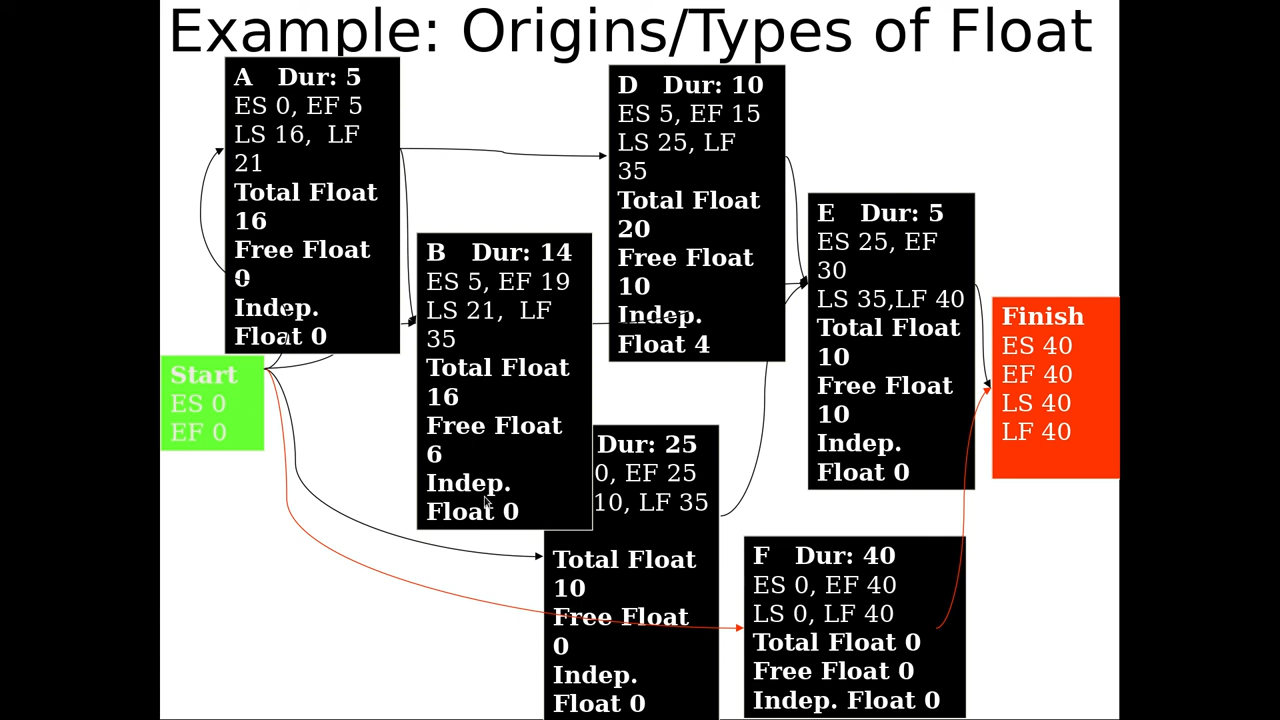 Example: Origins/Types of Float
A Dur: 5
ES 0, EF 5
LS 16, LF
21
Total Float
16
Free Float
0
Indep.
Float 0
D Dur: 10
ES 5, EF 15
LS 25, LF
35
Total Float
20
Free Float
10
Indep.
Float 4
B Dur: 14
ES 5, EF 19
LS 21, LF
35
Total Float
16
Free Float
6
Indep.
Float 0
E Dur: 5
ES 25, EF
30
LS 35,LF 40
Total Float
10
Free Float
10
Indep.
Float 0
Finish
ES 40
EF 40
LS 40
LF 40
Start
ES 0
EF 0
Dur: 25
0, EF 25
10, LF 35
Total Float
10
Free Float
0
Indep.
Float 0
F Dur: 40
ES 0, EF 40
LS 0, LF 40
Total Float 0
Free Float 0
Indep. Float 0